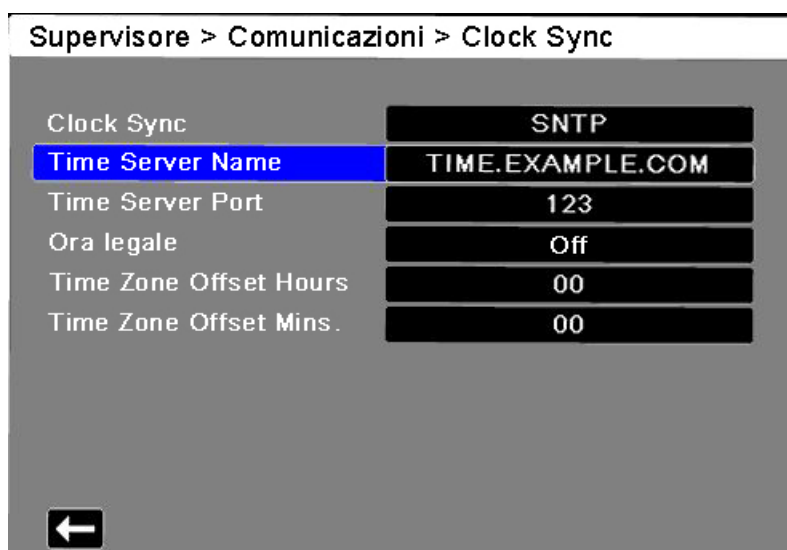 Supervisore > Comunicazioni > Clock Sync
Clock Sync SNTP
Time Server Name TIME.EXAMPLE.COM
Time Server Port 123
Ora legale Off
Time Zone Offset Hours 00
Time Zone Offset Mins. 00